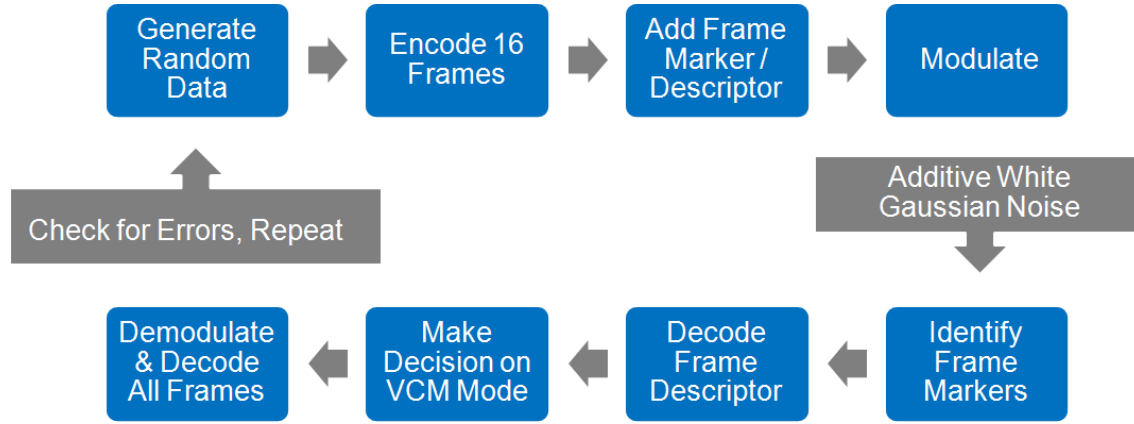 Generate
Random
Data
Encode 16
Frames
Add Frame
Marker /
Descriptor
Modulate
Additive White
Gaussian Noise
Identify
Frame
Markers
Decode
Frame
Descriptor
Make
Decision on
VCM Mode
Demodulate
& Decode
All Frames
Check for Errors, Repeat